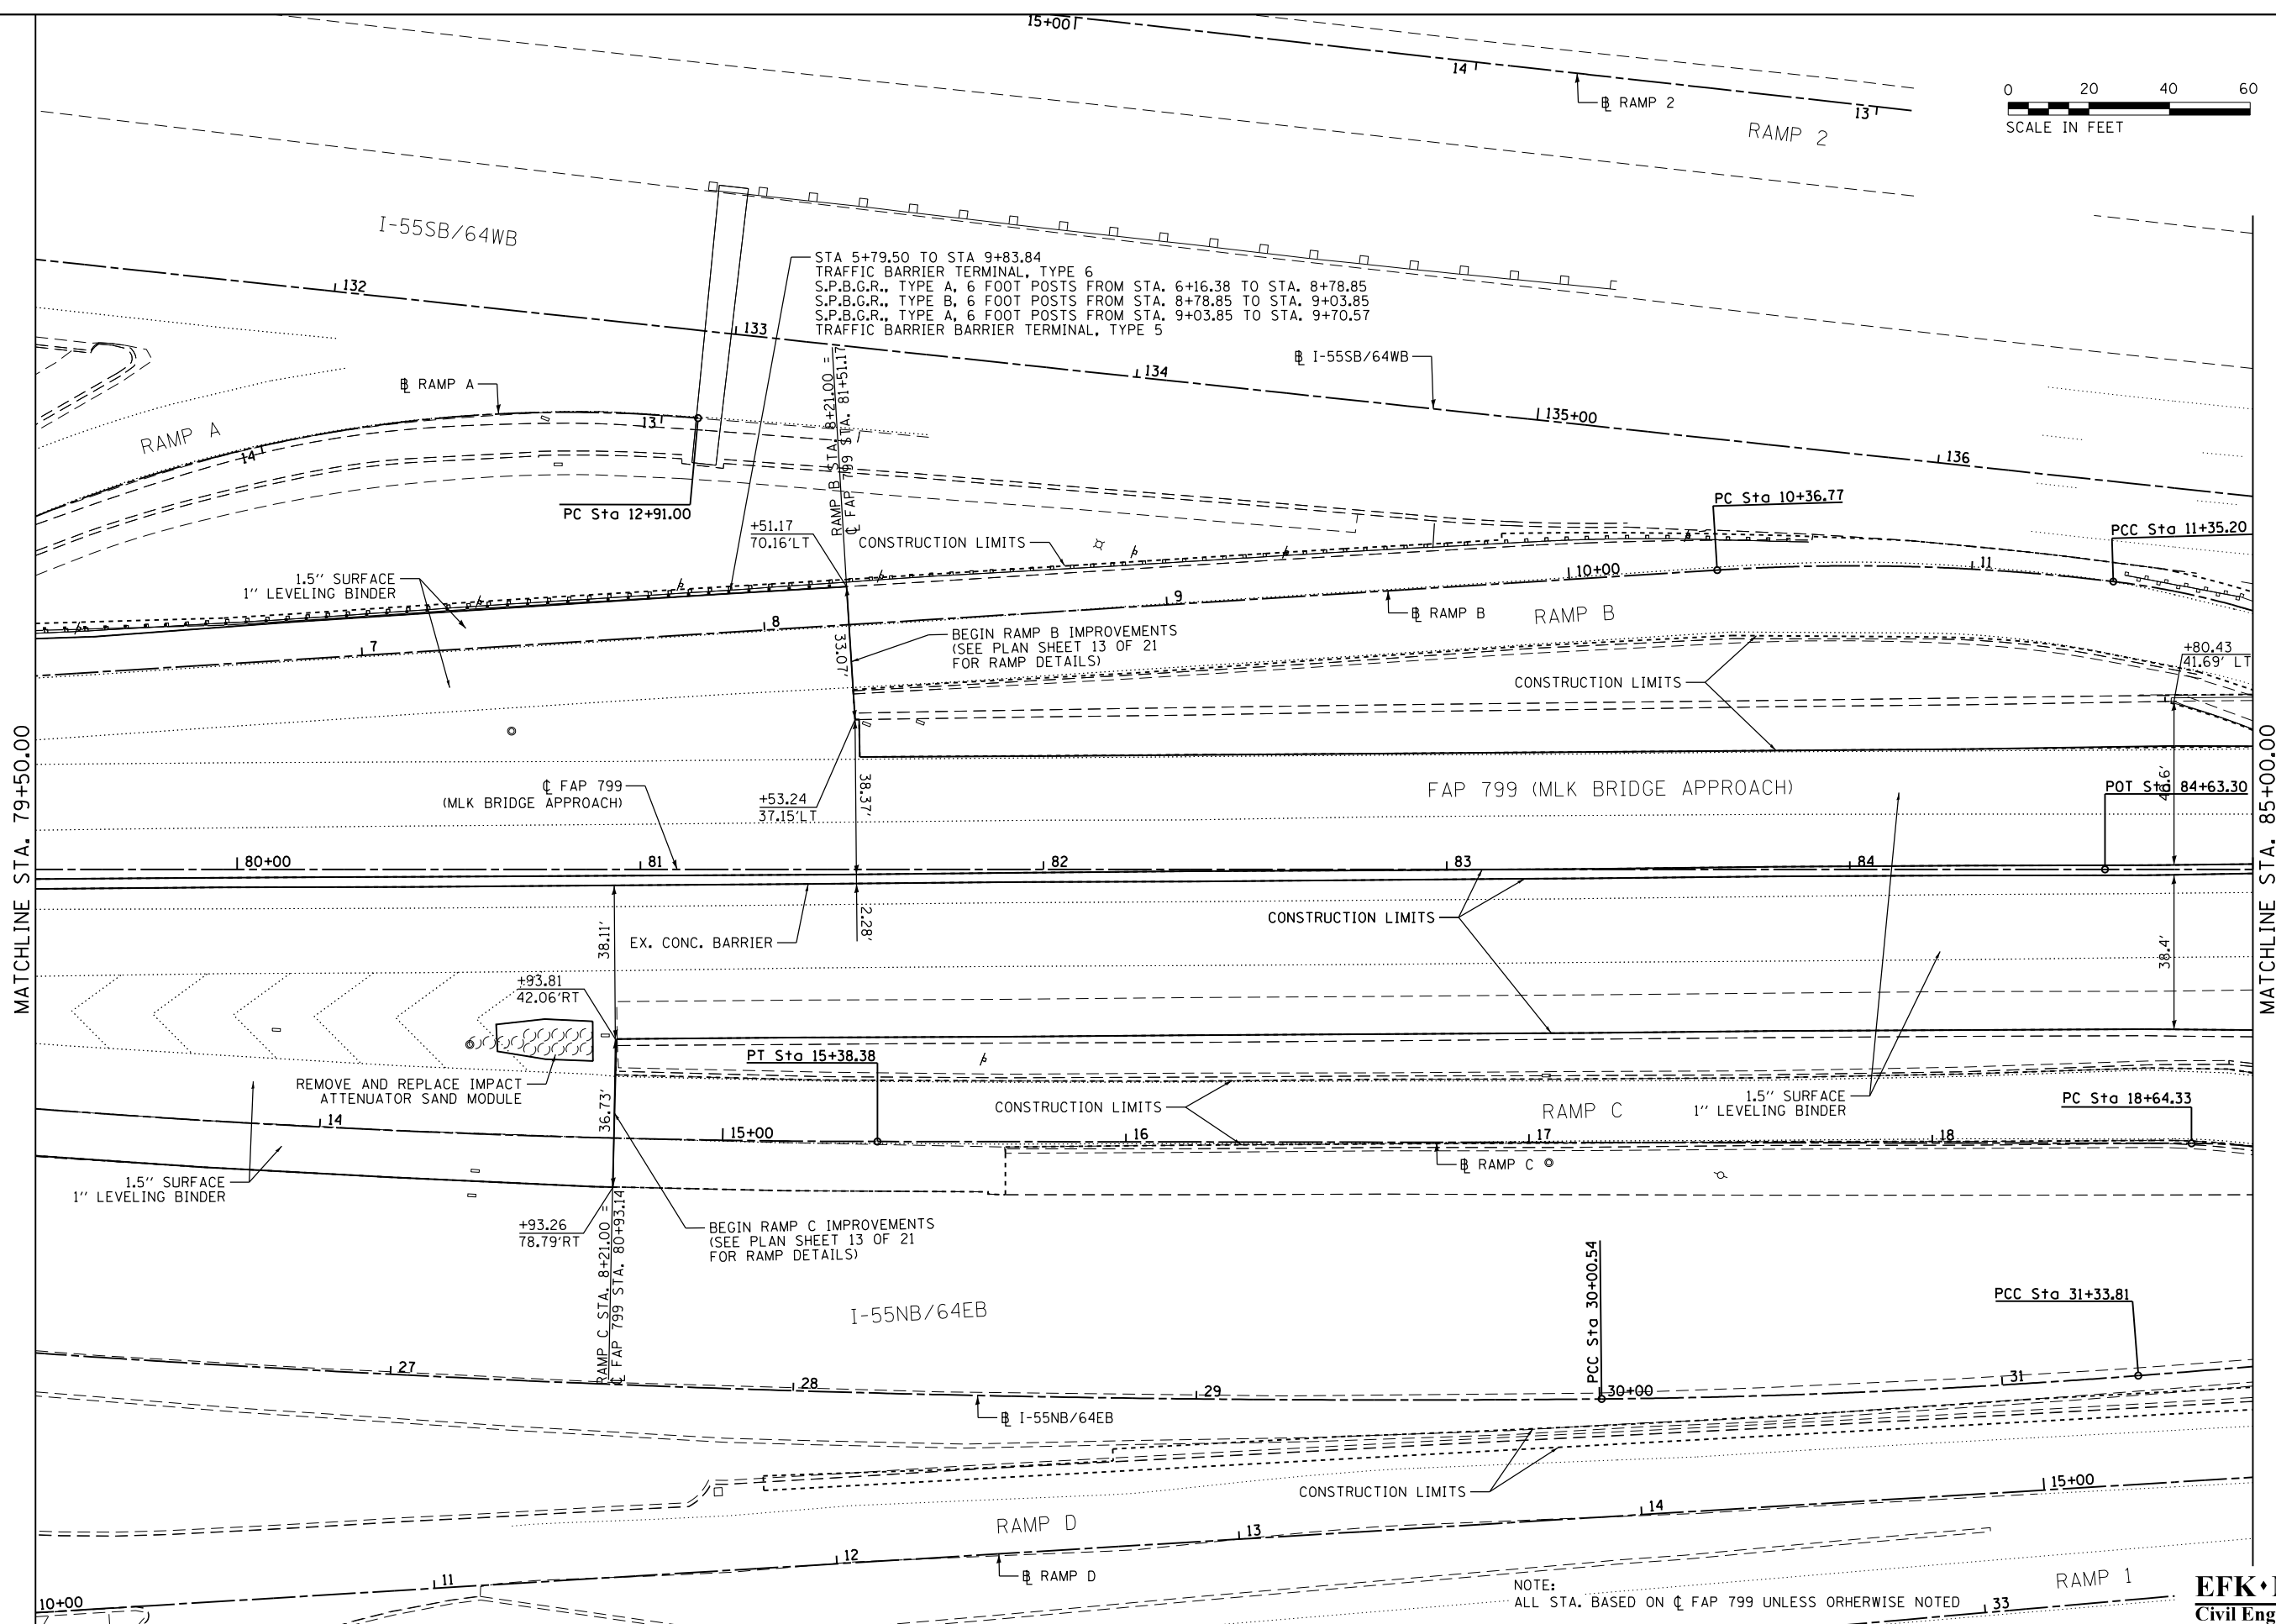 15+00
14
℄ RAMP 2
13
RAMP 2
0 20 40 60
SCALE IN FEET
I-55SB/64WB
STA 5+79.50 TO STA 9+83.84
TRAFFIC BARRIER TERMINAL, TYPE 6
S.P.B.G.R., TYPE A, 6 FOOT POSTS FROM STA. 6+16.38 TO STA. 8+78.85
S.P.B.G.R., TYPE B, 6 FOOT POSTS FROM STA. 8+78.85 TO STA. 9+03.85
S.P.B.G.R., TYPE A, 6 FOOT POSTS FROM STA. 9+03.85 TO STA. 9+70.57
TRAFFIC BARRIER BARRIER TERMINAL, TYPE 5
132
133
134
℄ I-55SB/64WB
135+00
136
℄ RAMP A
RAMP A
14
13
PC Sta 12+91.00
RAMP B STA. 8+21.00 =
℄ FAP 799 STA. 81+51.17
+51.17
70.16'LT
CONSTRUCTION LIMITS
PC Sta 10+36.77
PCC Sta 11+35.20
1.5" SURFACE
1" LEVELING BINDER
7
8
9
10+00
11
℄ RAMP B
RAMP B
33.07'
BEGIN RAMP B IMPROVEMENTS
(SEE PLAN SHEET 13 OF 21
FOR RAMP DETAILS)
CONSTRUCTION LIMITS
+80.43
41.69' LT
MATCHLINE STA. 79+50.00
℄ FAP 799
(MLK BRIDGE APPROACH)
+53.24
37.15'LT
38.37'
FAP 799 (MLK BRIDGE APPROACH)
POT Sta 84+63.30
MATCHLINE STA. 85+00.00
80+00
81
82
83
84
2.28'
EX. CONC. BARRIER
38.11'
CONSTRUCTION LIMITS
38.4'
+93.81
42.06'RT
REMOVE AND REPLACE IMPACT
ATTENUATOR SAND MODULE
36.73'
PT Sta 15+38.38
CONSTRUCTION LIMITS
RAMP C
1.5" SURFACE
1" LEVELING BINDER
PC Sta 18+64.33
14
15+00
16
17
18
℄ RAMP C
1.5" SURFACE
1" LEVELING BINDER
+93.26
78.79'RT
RAMP C STA. 8+21.00 =
℄ FAP 799 STA. 80+93.14
BEGIN RAMP C IMPROVEMENTS
(SEE PLAN SHEET 13 OF 21
FOR RAMP DETAILS)
I-55NB/64EB
PCC Sta 30+00.54
PCC Sta 31+33.81
27
28
29
30+00
31
℄ I-55NB/64EB
CONSTRUCTION LIMITS
RAMP D
10+00
11
12
13
14
15+00
℄ RAMP D
NOTE:
ALL STA. BASED ON ℄ FAP 799 UNLESS ORHERWISE NOTED
33
RAMP 1
EFK
Civil Eng